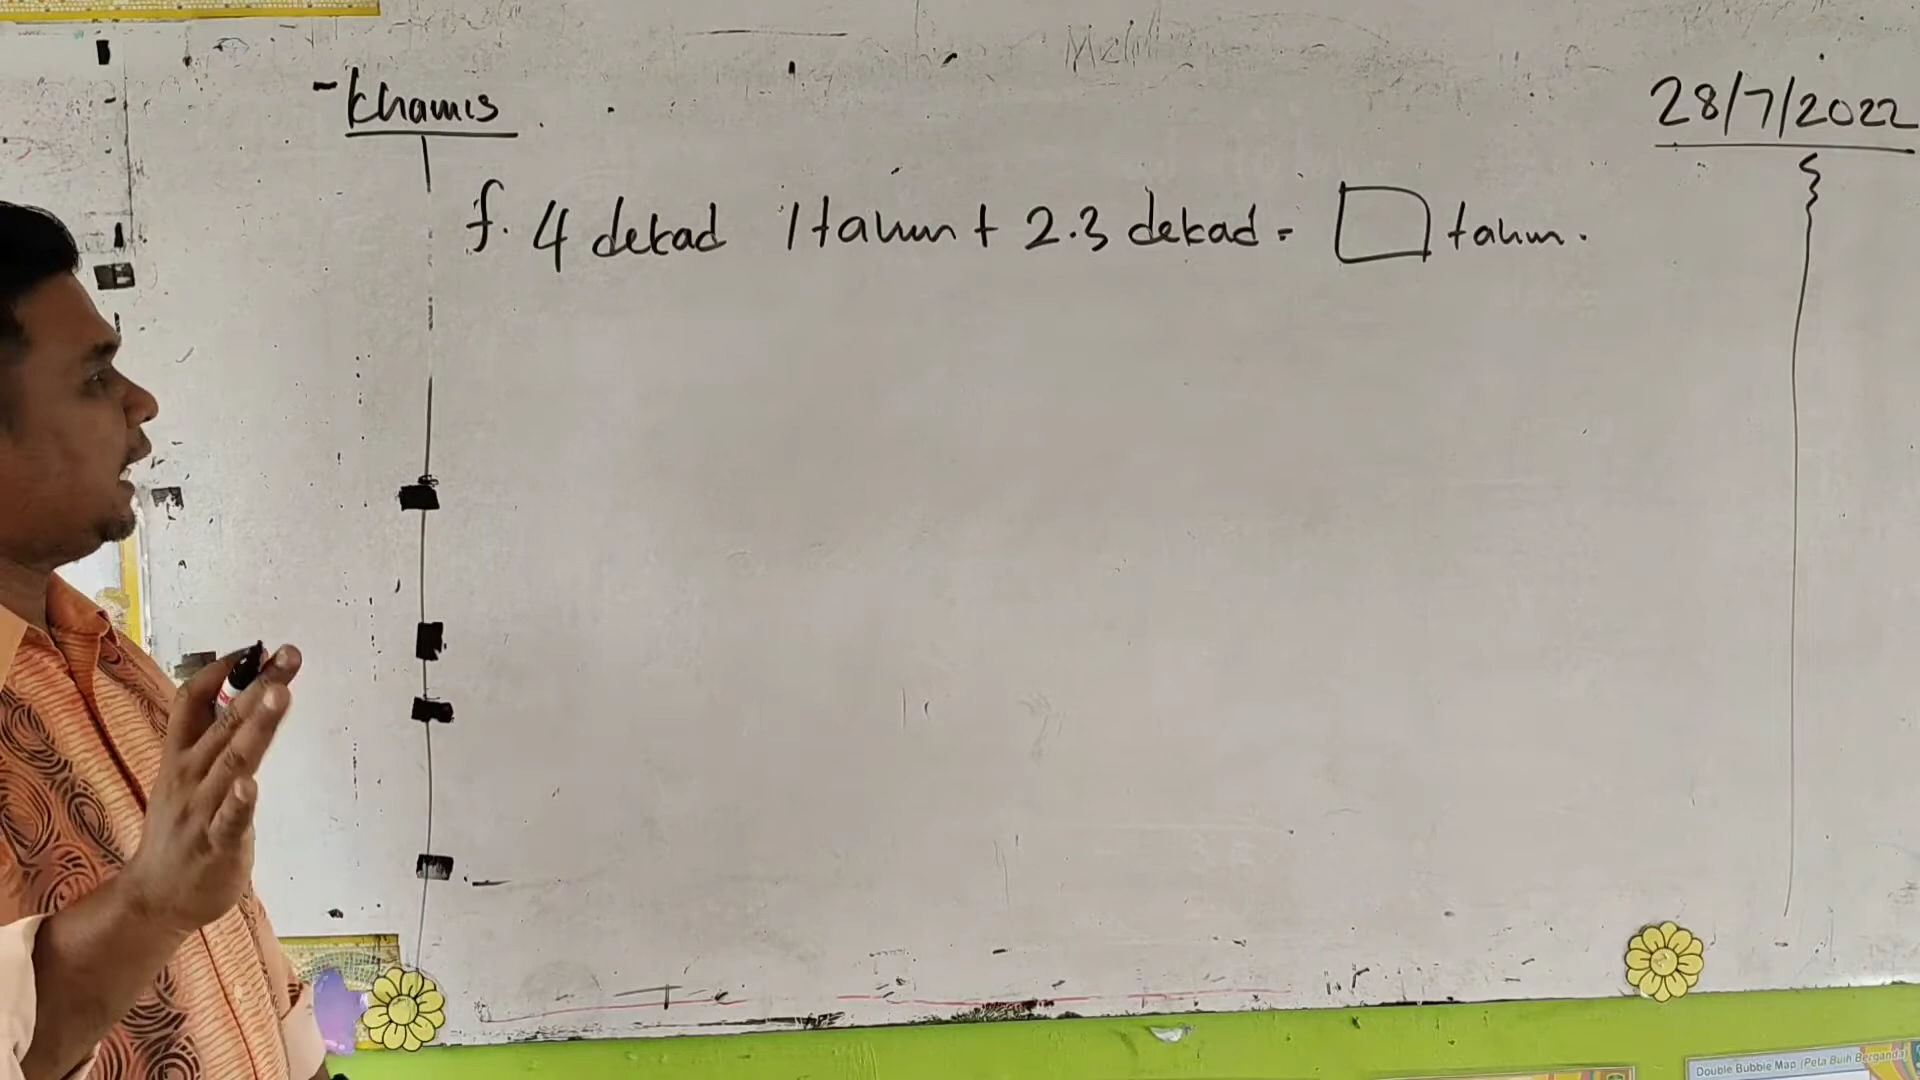 Khamis
28/7/2022
f. 4 dekad 1 tahun + 2.3 dekad = □ tahun.
Double Bubble Map (Peta Buih Berganda)